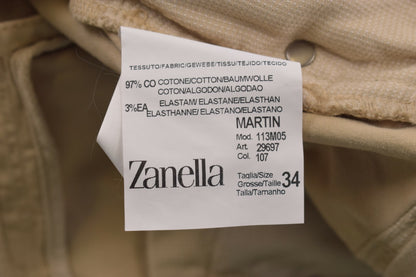 TESSUTO/FABRIC/GEWEBE/TISSU/TEJIDO/TECIDO
97% CO COTONE/COTTON/BAUMWOLLE
COTON/ALGODON/ALGODAO
3%EA ELASTAM/ELASTANE/ELASTHAN
ELASTHANNE/ELASTANO/ELASTANO
MARTIN
Mod. 113M05
Art. 29697
Col. 107
Zanella
Taglia/Size
Grosse/Taille 34
Talla/Tamanho